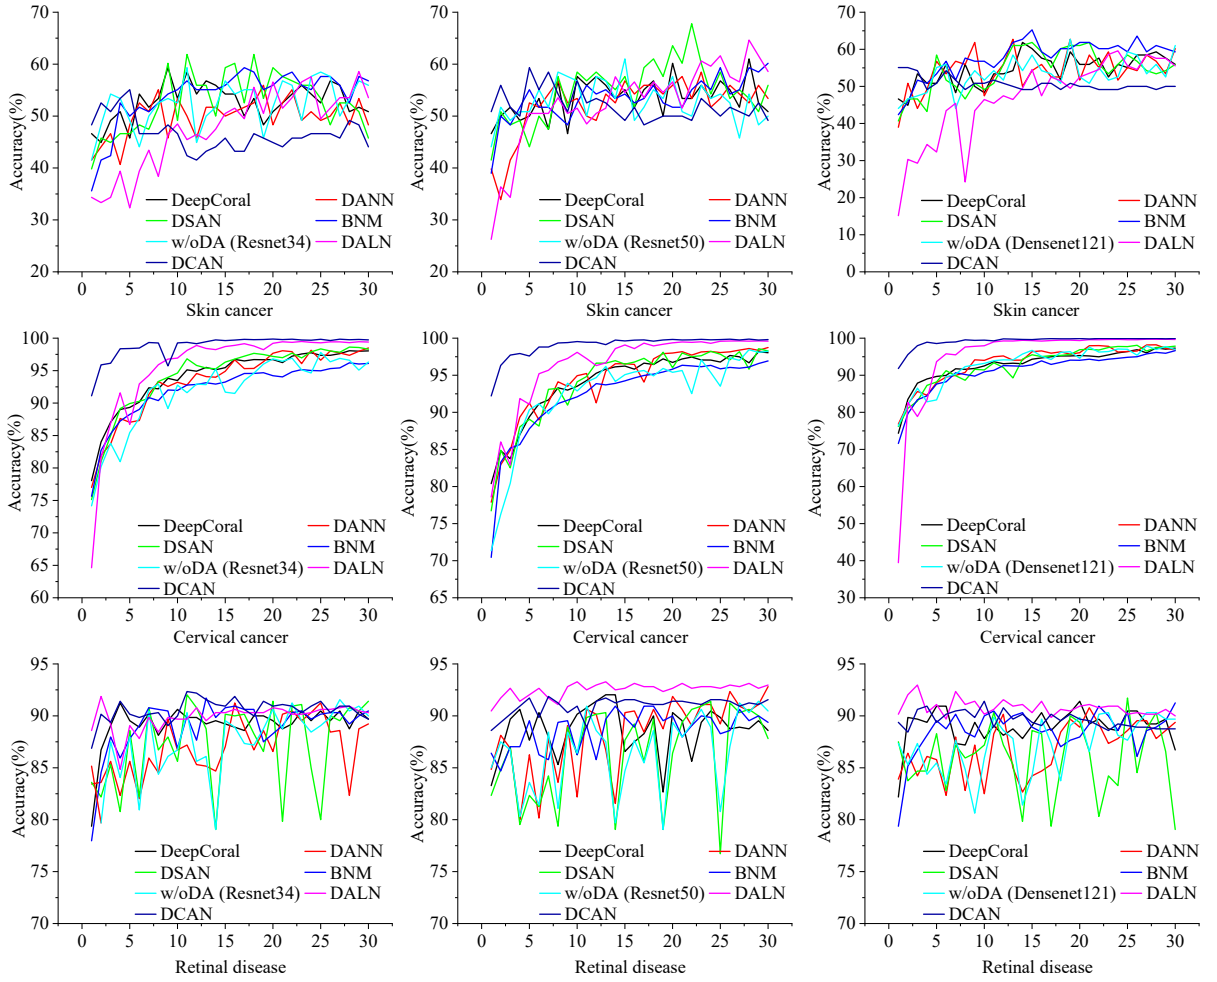 70
60
50
40
30
20
Accuracy(%)
DeepCoral DANN
DSAN BNM
w/oDA (Resnet34) DALN
DCAN
0 5 10 15 20 25 30
Skin cancer
70
60
50
40
30
20
Accuracy(%)
DeepCoral DANN
DSAN BNM
w/oDA (Resnet50) DALN
DCAN
0 5 10 15 20 25 30
Skin cancer
70
60
50
40
30
20
10
0
Accuracy(%)
DeepCoral DANN
DSAN BNM
w/oDA (Densenet121) DALN
DCAN
0 5 10 15 20 25 30
Skin cancer
100
95
90
85
80
75
70
65
60
Accuracy(%)
DeepCoral DANN
DSAN BNM
w/oDA (Resnet34) DALN
DCAN
0 5 10 15 20 25 30
Cervical cancer
100
95
90
85
80
75
70
65
Accuracy(%)
DeepCoral DANN
DSAN BNM
w/oDA (Resnet50) DALN
DCAN
0 5 10 15 20 25 30
Cervical cancer
100
90
80
70
60
50
40
30
Accuracy(%)
DeepCoral DANN
DSAN BNM
w/oDA (Densenet121) DALN
DCAN
0 5 10 15 20 25 30
Cervical cancer
95
90
85
80
75
70
Accuracy(%)
DeepCoral DANN
DSAN BNM
w/oDA (Resnet34) DALN
DCAN
0 5 10 15 20 25 30
Retinal disease
95
90
85
80
75
70
Accuracy(%)
DeepCoral DANN
DSAN BNM
w/oDA (Resnet50) DALN
DCAN
0 5 10 15 20 25 30
Retinal disease
95
90
85
80
75
70
Accuracy(%)
DeepCoral DANN
DSAN BNM
w/oDA (Densenet121) DALN
DCAN
0 5 10 15 20 25 30
Retinal disease